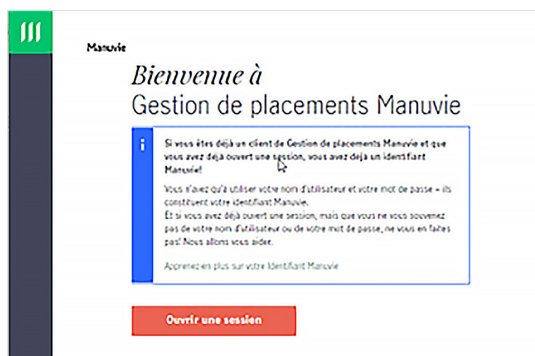 Manuvie
Bienvenue à
Gestion de placements Manuvie
i
Si vous êtes déjà un client de Gestion de placements Manuvie et que
vous avez déjà ouvert une session, vous avez déjà un identifiant
Manuvie!
Vous n'avez qu'à utiliser votre nom d'utilisateur et votre mot de passe – ils
constituent votre identifiant Manuvie.
Et si vous avez déjà ouvert une session, mais que vous ne vous souvenez
pas de votre nom d'utilisateur ou de votre mot de passe, ne vous en faites
pas! Nous allons vous aider.
Apprenez-en plus sur votre Identifiant Manuvie
Ouvrir une session